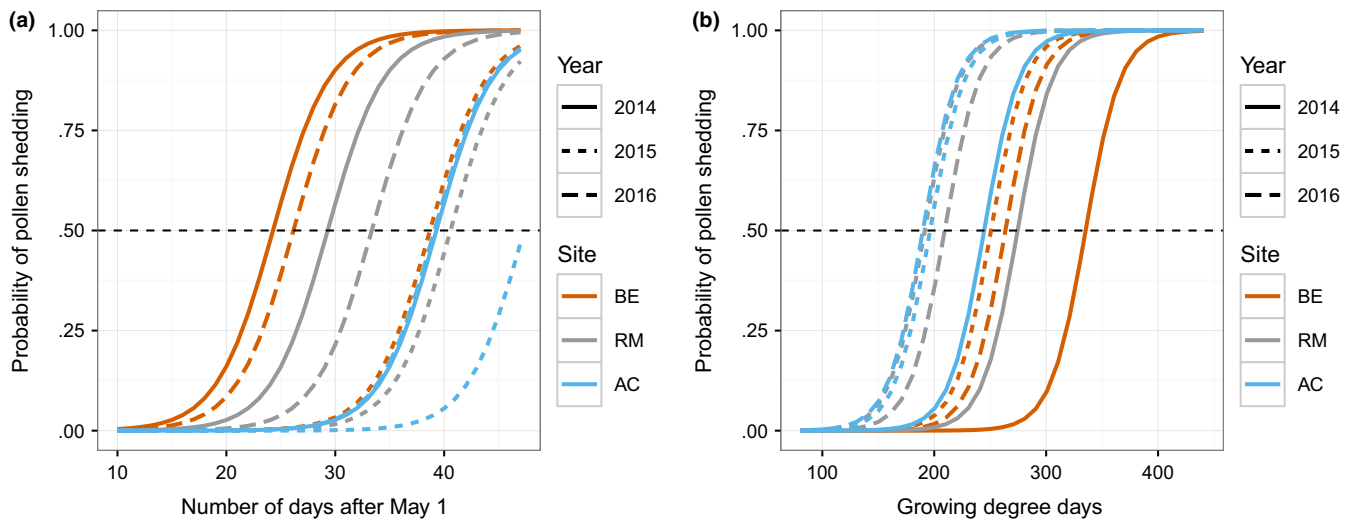 (a)
Probability of pollen shedding
1.00
.75
.50
.25
.00
10
20
30
40
Number of days after May 1
Year
2014
2015
2016
Site
BE
RM
AC
(b)
Probability of pollen shedding
1.00
.75
.50
.25
.00
100
200
300
400
Growing degree days
Year
2014
2015
2016
Site
BE
RM
AC